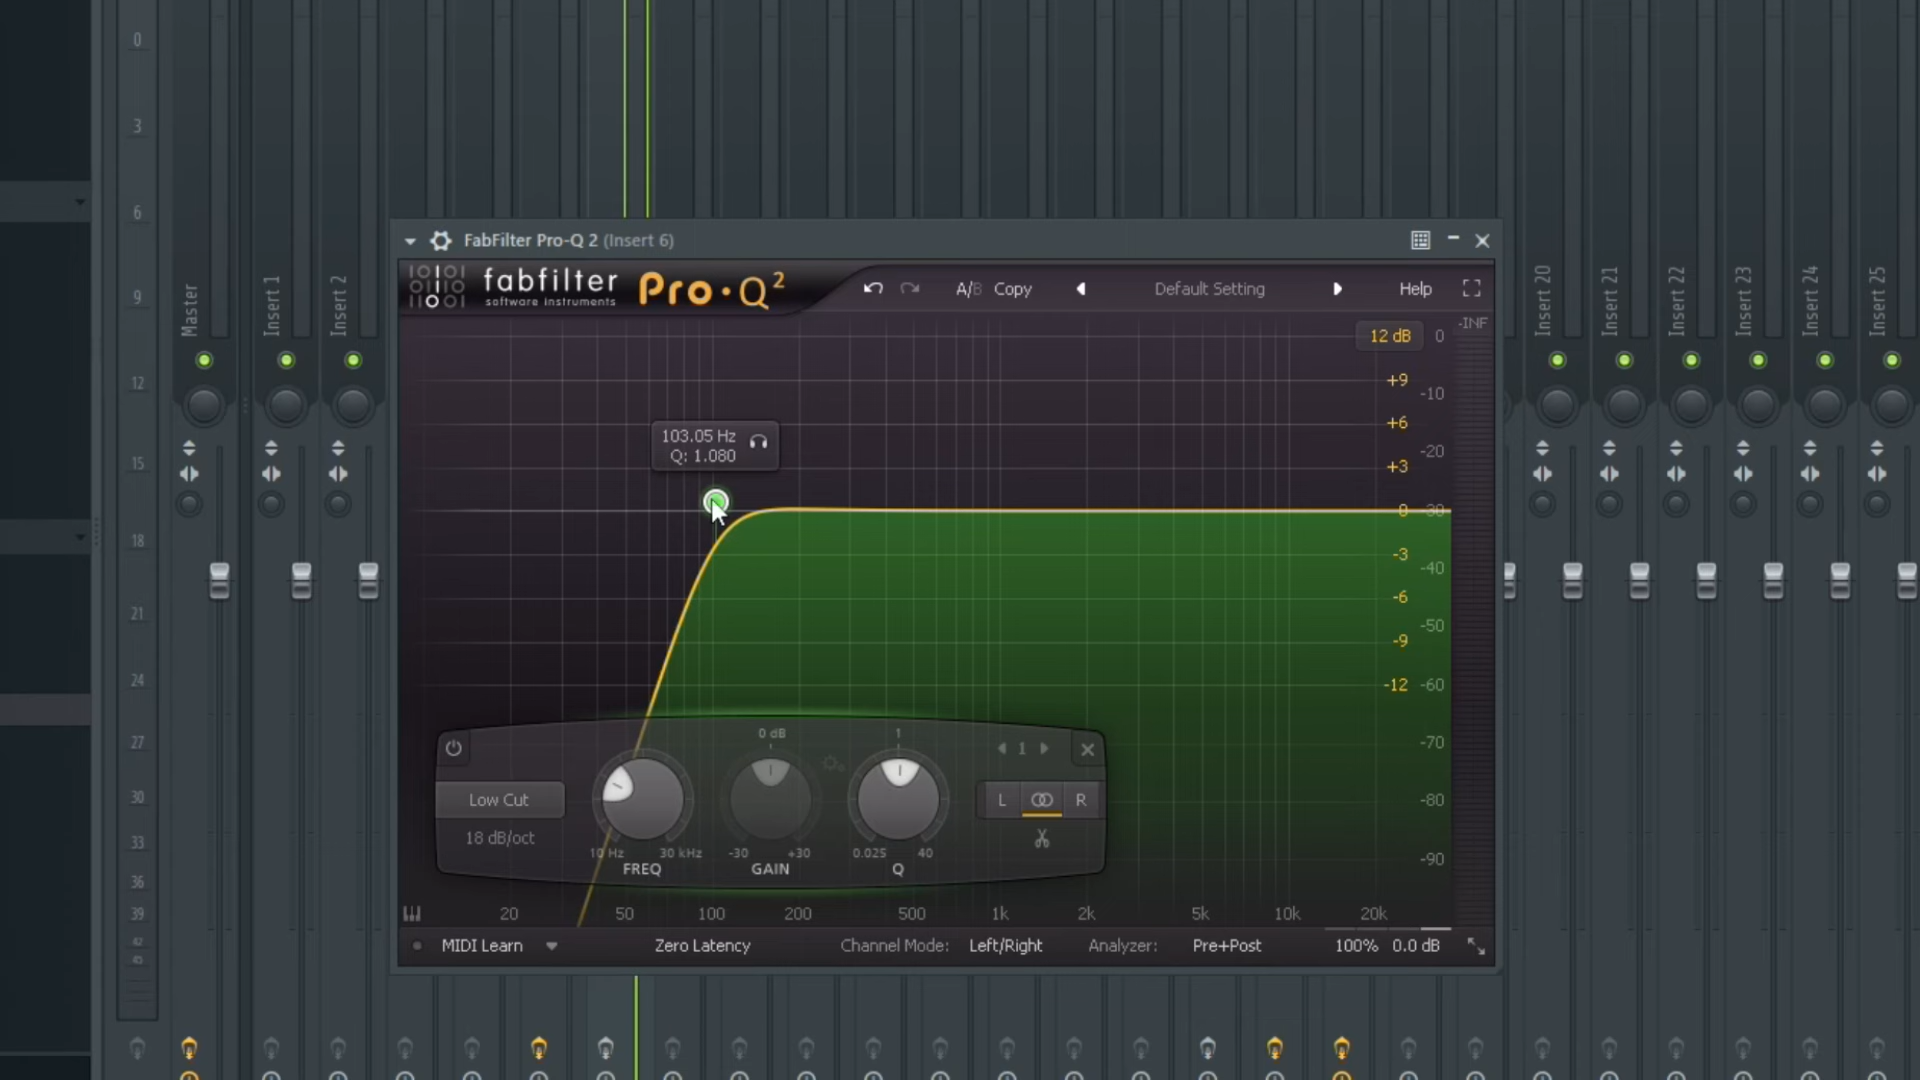 0
3
6
9
12
15
18
21
24
27
30
33
36
39
42
45
Master
Insert 1
Insert 2
FabFilter Pro-Q 2 (Insert 6)
fabfilter
software instruments
Pro·Q²
A/B Copy
Default Setting
Help
-INF
12 dB 0
+9
-10
+6
-20
+3
0 -30
-3
-40
-6
-50
-9
-12 -60
-70
-80
-90
103.05 Hz
Q: 1.080
0 dB
1
1
Low Cut
18 dB/oct
L R
10 Hz 30 kHz
FREQ
-30 +30
GAIN
0.025 40
Q
20 50 100 200 500 1k 2k 5k 10k 20k
MIDI Learn Zero Latency Channel Mode: Left/Right Analyzer: Pre+Post 100% 0.0 dB
Insert 20
Insert 21
Insert 22
Insert 23
Insert 24
Insert 25